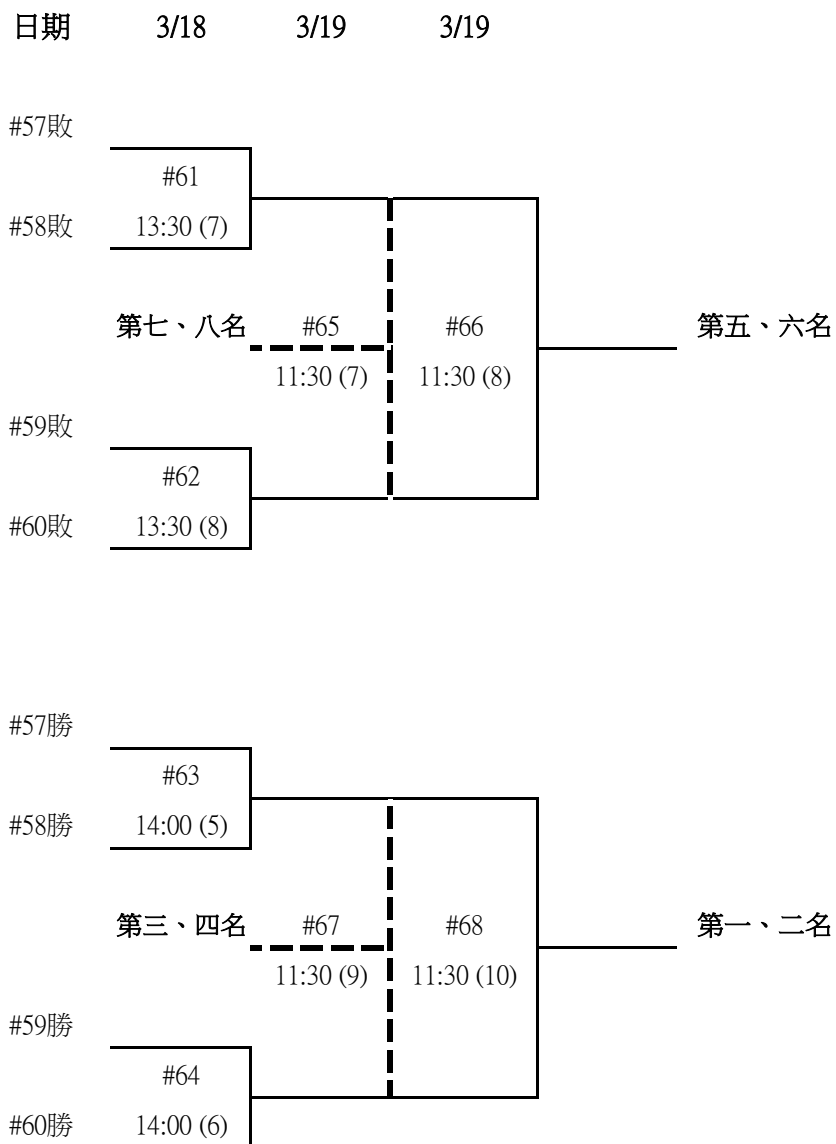 日期 3/18 3/19 3/19
#57敗
#61
#58敗 13:30 (7)
第七、八名 #65 #66 第五、六名
11:30 (7) 11:30 (8)
#59敗
#62
#60敗 13:30 (8)
#57勝
#63
#58勝 14:00 (5)
第三、四名 #67 #68 第一、二名
11:30 (9) 11:30 (10)
#59勝
#64
#60勝 14:00 (6)